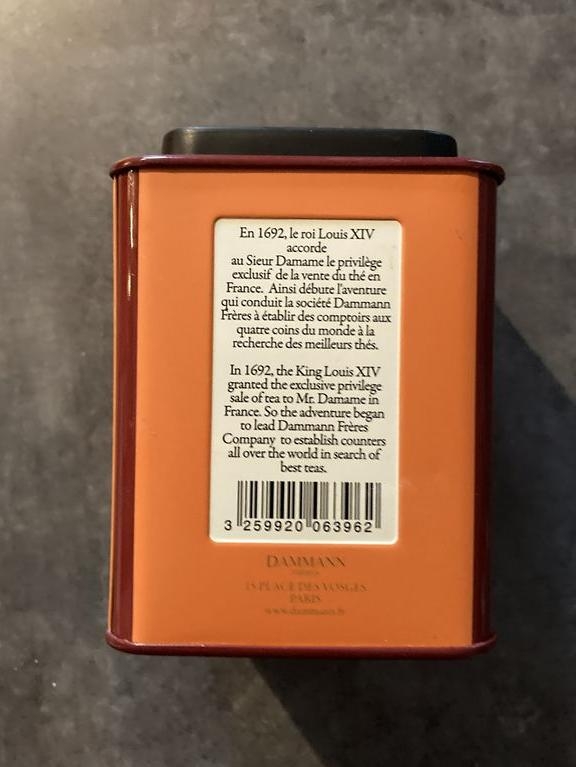 En 1692, le roi Louis XIV
accorde
au Sieur Damame le privilège
exclusif de la vente du thé en
France. Ainsi débute l'aventure
qui conduit la société Dammann
Frères à établir des comptoirs aux
quatre coins du monde à la
recherche des meilleurs thés.
In 1692, the King Louis XIV
granted the exclusive privilege
sale of tea to Mr. Damame in
France. So the adventure began
to lead Dammann Frères
Company to establish counters
all over the world in search of
best teas.
3 259920 063962
DAMMANN
15 PLACE DES VOSGES
PARIS
www.dammann.fr